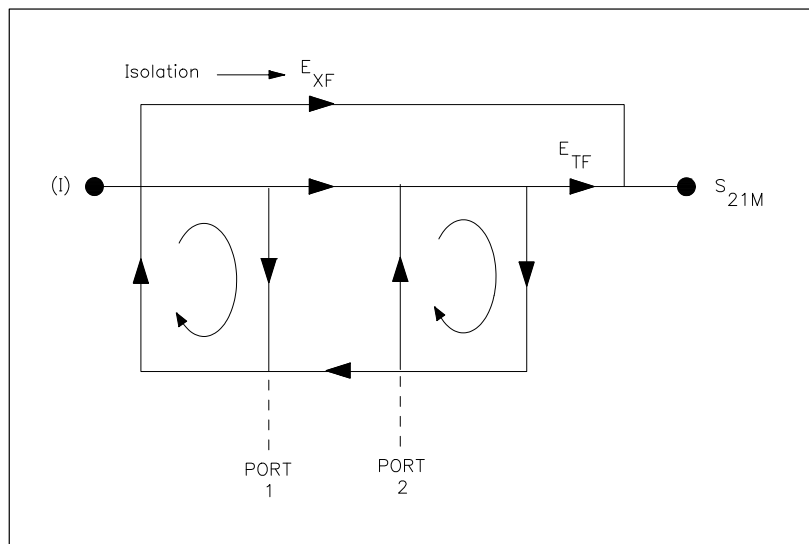 Isolation
E XF
E TF
(I)
S 21M
PORT
1
PORT
2